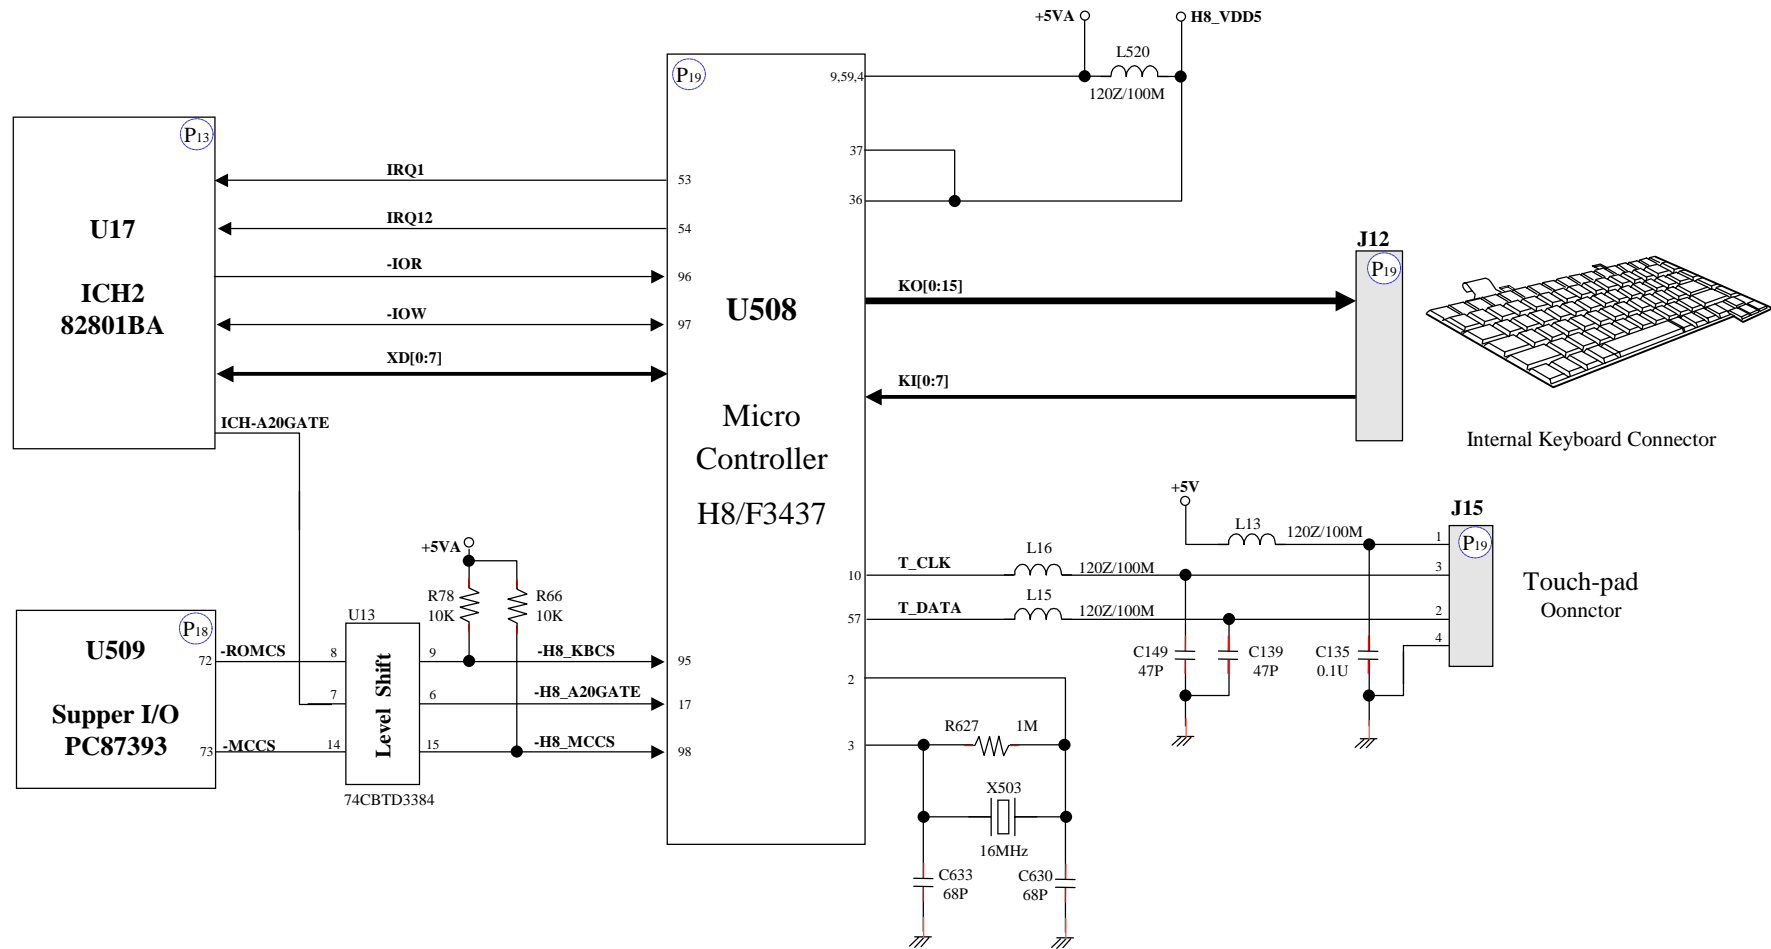 +5VA
H8_VDD5
L520
120Z/100M
P19
9,59,4
37
36
P13
U17
ICH2
82801BA
IRQ1
53
IRQ12
54
-IOR
96
-IOW
97
XD[0:7]
ICH-A20GATE
U508
Micro
Controller
H8/F3437
KO[0:15]
KI[0:7]
J12
P19
Internal Keyboard Connector
+5V
L13
120Z/100M
J15
P19
1
3
2
4
Touch-pad
Oonnctor
10
T_CLK
L16
120Z/100M
57
T_DATA
L15
120Z/100M
C149
47P
C139
47P
C135
0.1U
+5VA
R78
10K
R66
10K
U13
P18
U509
Supper I/O
PC87393
72
-ROMCS
8
9
-H8_KBCS
95
7
6
-H8_A20GATE
17
73
-MCCS
14
15
-H8_MCCS
98
Level Shift
74CBTD3384
2
3
R627
1M
X503
16MHz
C633
68P
C630
68P